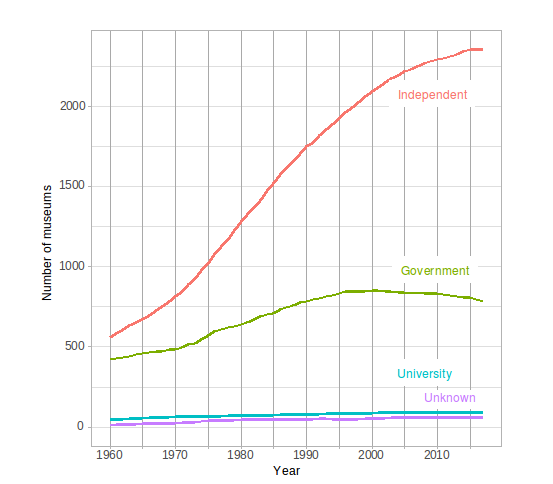 2000
1500
1000
500
0
Number of museums
Independent
Government
University
Unknown
1960 1970 1980 1990 2000 2010
Year